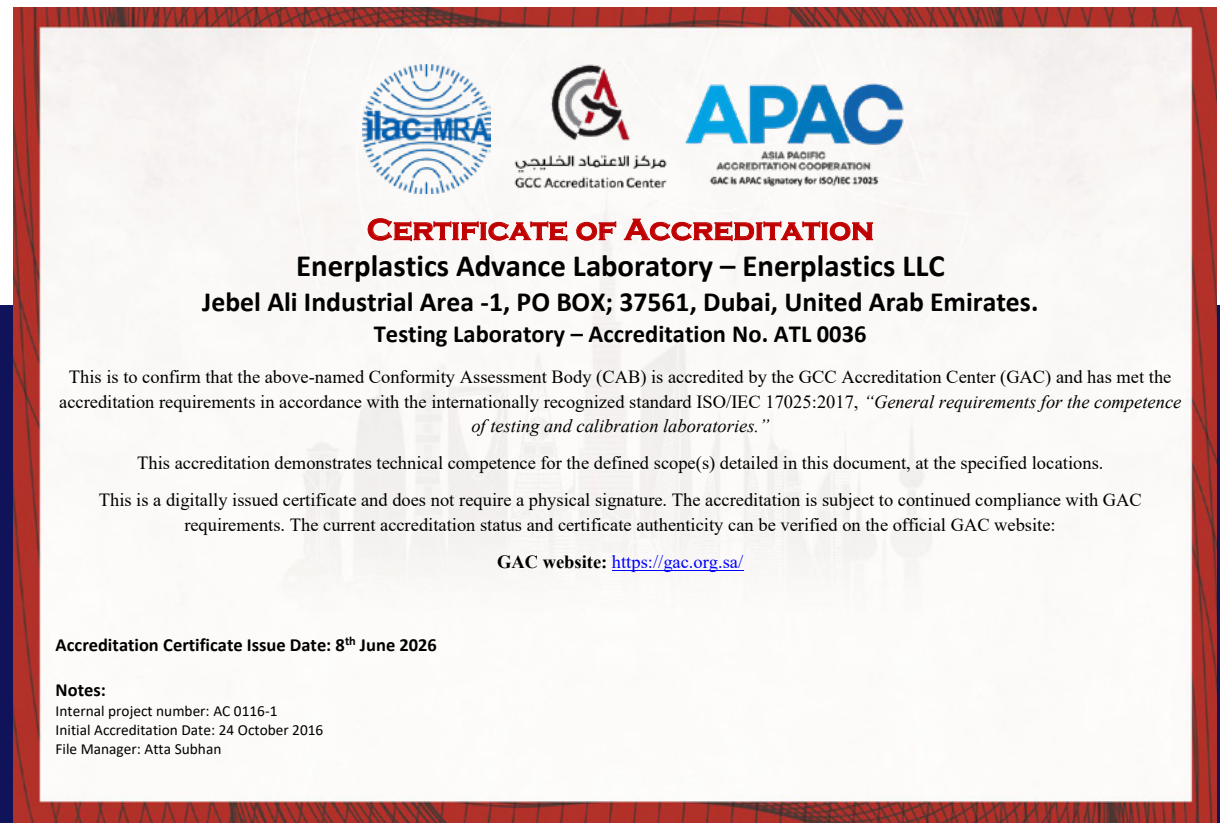 ilac-MRA
مركز الاعتماد الخليجي
GCC Accreditation Center
APAC
ASIA PACIFIC
ACCREDITATION COOPERATION
GAC is APAC signatory for ISO/IEC 17025
CERTIFICATE OF ACCREDITATION
Enerplastics Advance Laboratory – Enerplastics LLC
Jebel Ali Industrial Area -1, PO BOX; 37561, Dubai, United Arab Emirates.
Testing Laboratory – Accreditation No. ATL 0036
This is to confirm that the above-named Conformity Assessment Body (CAB) is accredited by the GCC Accreditation Center (GAC) and has met the
accreditation requirements in accordance with the internationally recognized standard ISO/IEC 17025:2017, “General requirements for the competence
of testing and calibration laboratories.”
This accreditation demonstrates technical competence for the defined scope(s) detailed in this document, at the specified locations.
This is a digitally issued certificate and does not require a physical signature. The accreditation is subject to continued compliance with GAC
requirements. The current accreditation status and certificate authenticity can be verified on the official GAC website:
GAC website: https://gac.org.sa/
Accreditation Certificate Issue Date: 8th June 2026
Notes:
Internal project number: AC 0116-1
Initial Accreditation Date: 24 October 2016
File Manager: Atta Subhan